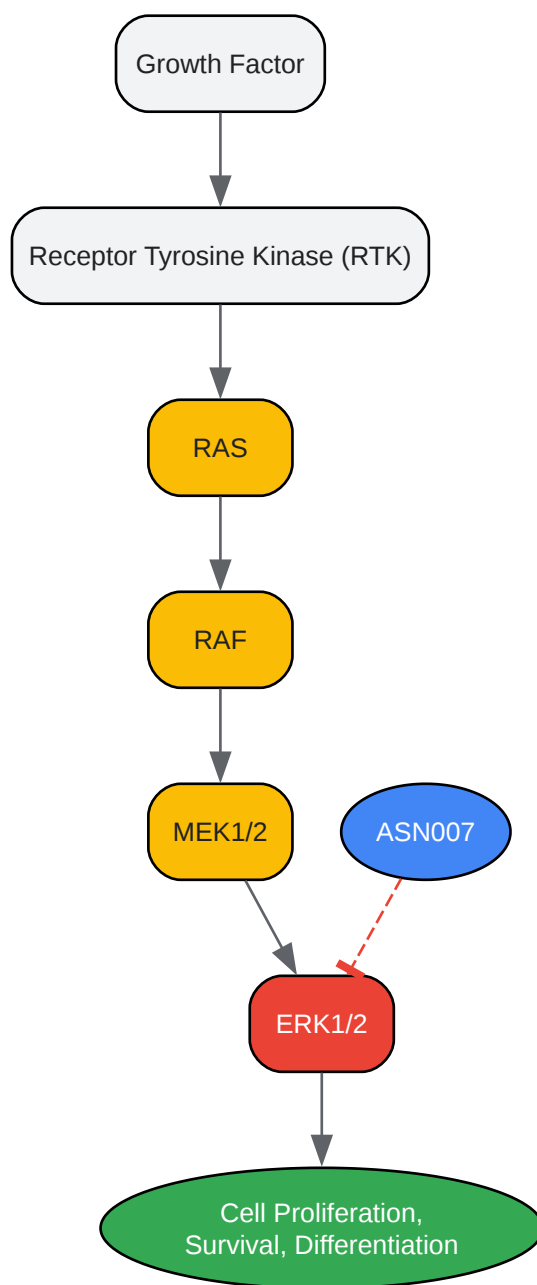 Growth Factor
Receptor Tyrosine Kinase (RTK)
RAS
RAF
MEK1/2
ASN007
ERK1/2
Cell Proliferation,
Survival, Differentiation